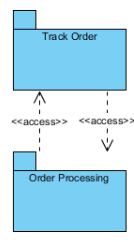 Track Order
<<access>> <<access>>
Order Processing